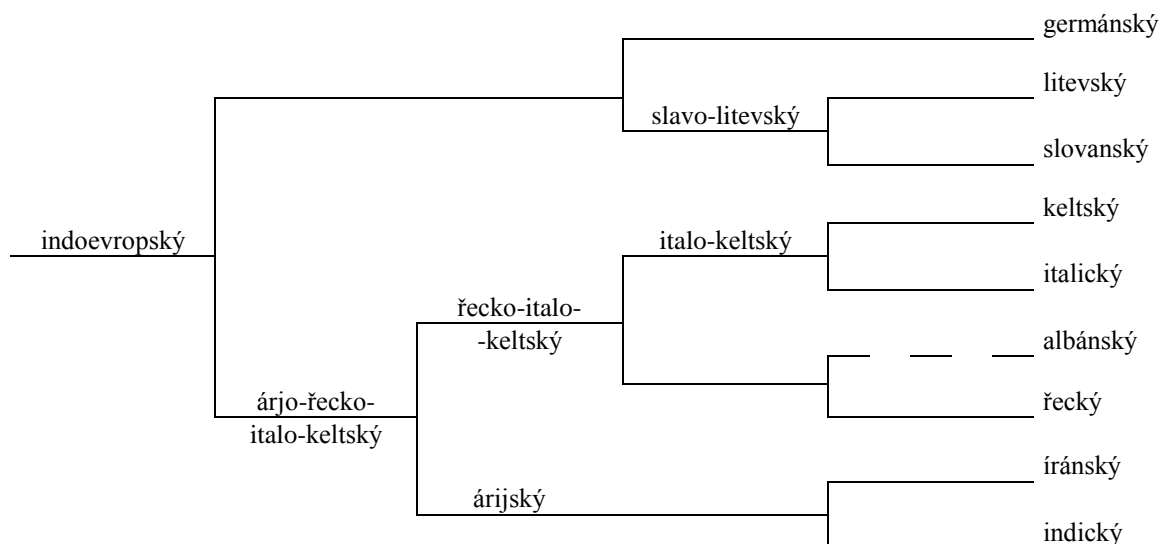 germánský
litevský
slavo-litevský
slovanský
keltský
indoevropský
italo-keltský
italický
řecko-italo-
-keltský
albánský
árjo-řecko-
italo-keltský
řecký
íránský
árijský
indický